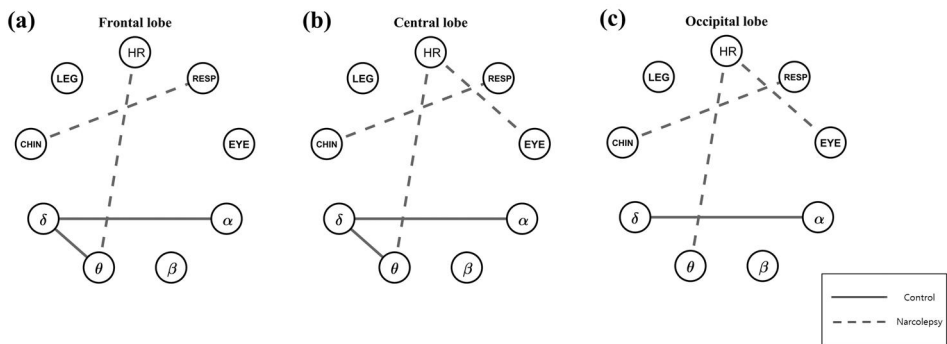 (a)
Frontal lobe
HR
LEG
RESP
CHIN
EYE
δ
α
θ
β
(b)
Central lobe
HR
LEG
RESP
CHIN
EYE
δ
α
θ
β
(c)
Occipital lobe
HR
LEG
RESP
CHIN
EYE
δ
α
θ
β
Control
Narcolepsy